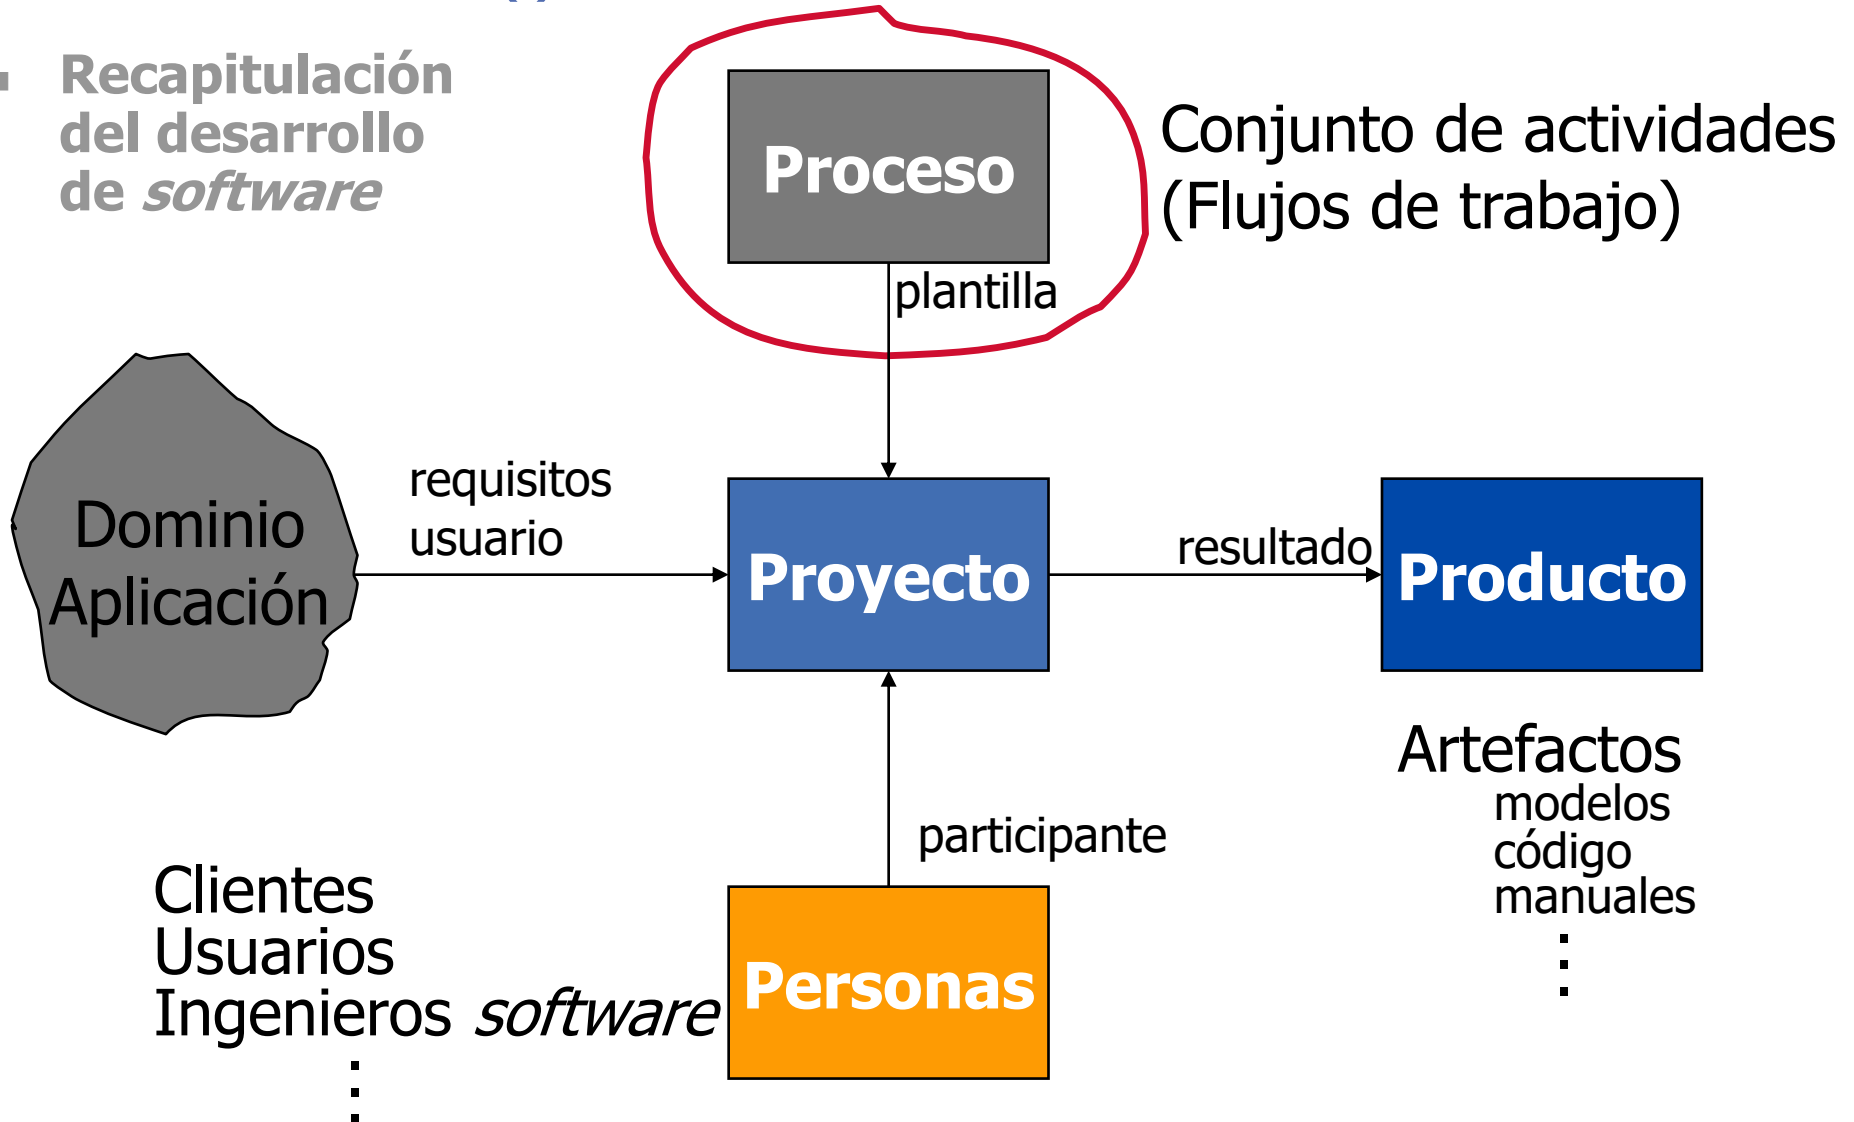 Recapitulación
del desarrollo
de software
Proceso
Conjunto de actividades
(Flujos de trabajo)
plantilla
Dominio
Aplicación
requisitos
usuario
Proyecto
resultado
Producto
Artefactos
modelos
código
manuales
participante
Clientes
Usuarios
Ingenieros software
Personas